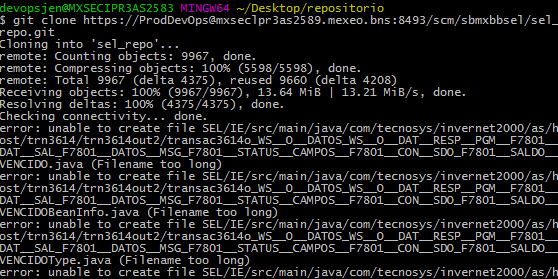 devopsjen@MXSECIPR3AS2583 MINGW64 ~/Desktop/repositorio
$ git clone https://ProdDevOps@mxseclpr3as2589.mexeo.bns:8493/scm/sbmxbbsel/sel_
repo.git
Cloning into 'sel_repo'...
remote: Counting objects: 9967, done.
remote: Compressing objects: 100% (5598/5598), done.
remote: Total 9967 (delta 4375), reused 9660 (delta 4208)
Receiving objects: 100% (9967/9967), 13.64 MiB | 13.21 MiB/s, done.
Resolving deltas: 100% (4375/4375), done.
Checking connectivity... done.
error: unable to create file SEL/IE/src/main/java/com/tecnosys/invernet2000/as/h
ost/trn3614/trn3614out2/transac3614o_WS__O__DATOS_WS__O__DAT__RESP__PGM__F7801__
DAT__SAL_F7801__DATOS__MSG_F7801__STATUS__CAMPOS_F7801__CON__SDO_F7801__SALDO__
VENCIDO.java (Filename too long)
error: unable to create file SEL/IE/src/main/java/com/tecnosys/invernet2000/as/h
ost/trn3614/trn3614out2/transac3614o_WS__O__DATOS_WS__O__DAT__RESP__PGM__F7801__
DAT__SAL_F7801__DATOS__MSG_F7801__STATUS__CAMPOS_F7801__CON__SDO_F7801__SALDO__
VENCIDOBeanInfo.java (Filename too long)
error: unable to create file SEL/IE/src/main/java/com/tecnosys/invernet2000/as/h
ost/trn3614/trn3614out2/transac3614o_WS__O__DATOS_WS__O__DAT__RESP__PGM__F7801__
DAT__SAL_F7801__DATOS__MSG_F7801__STATUS__CAMPOS_F7801__CON__SDO_F7801__SALDO__
VENCIDOType.java (Filename too long)
error: unable to create file SEL/IE/src/main/java/com/tecnosys/invernet2000/as/h